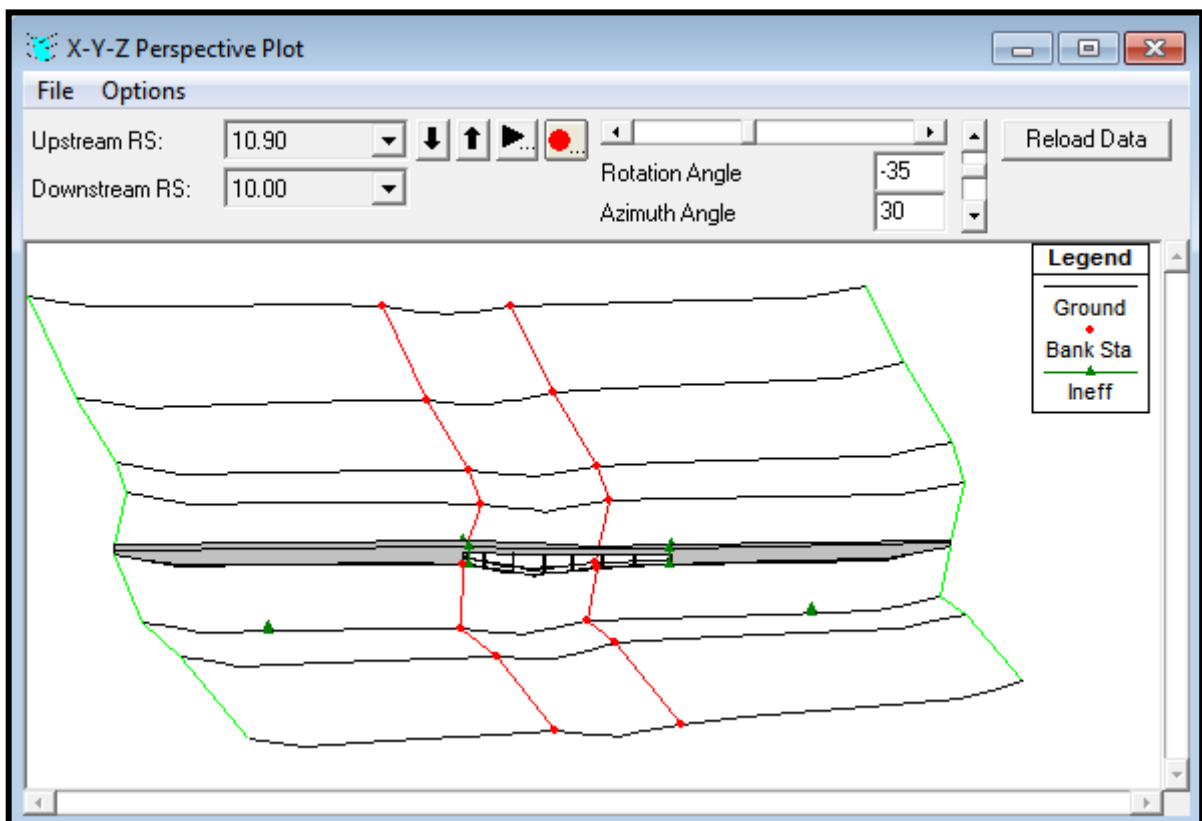 X-Y-Z Perspective Plot
File Options
Upstream RS: 10.90
Downstream RS: 10.00
Rotation Angle -35
Azimuth Angle 30
Reload Data
Legend
Ground
Bank Sta
Ineff